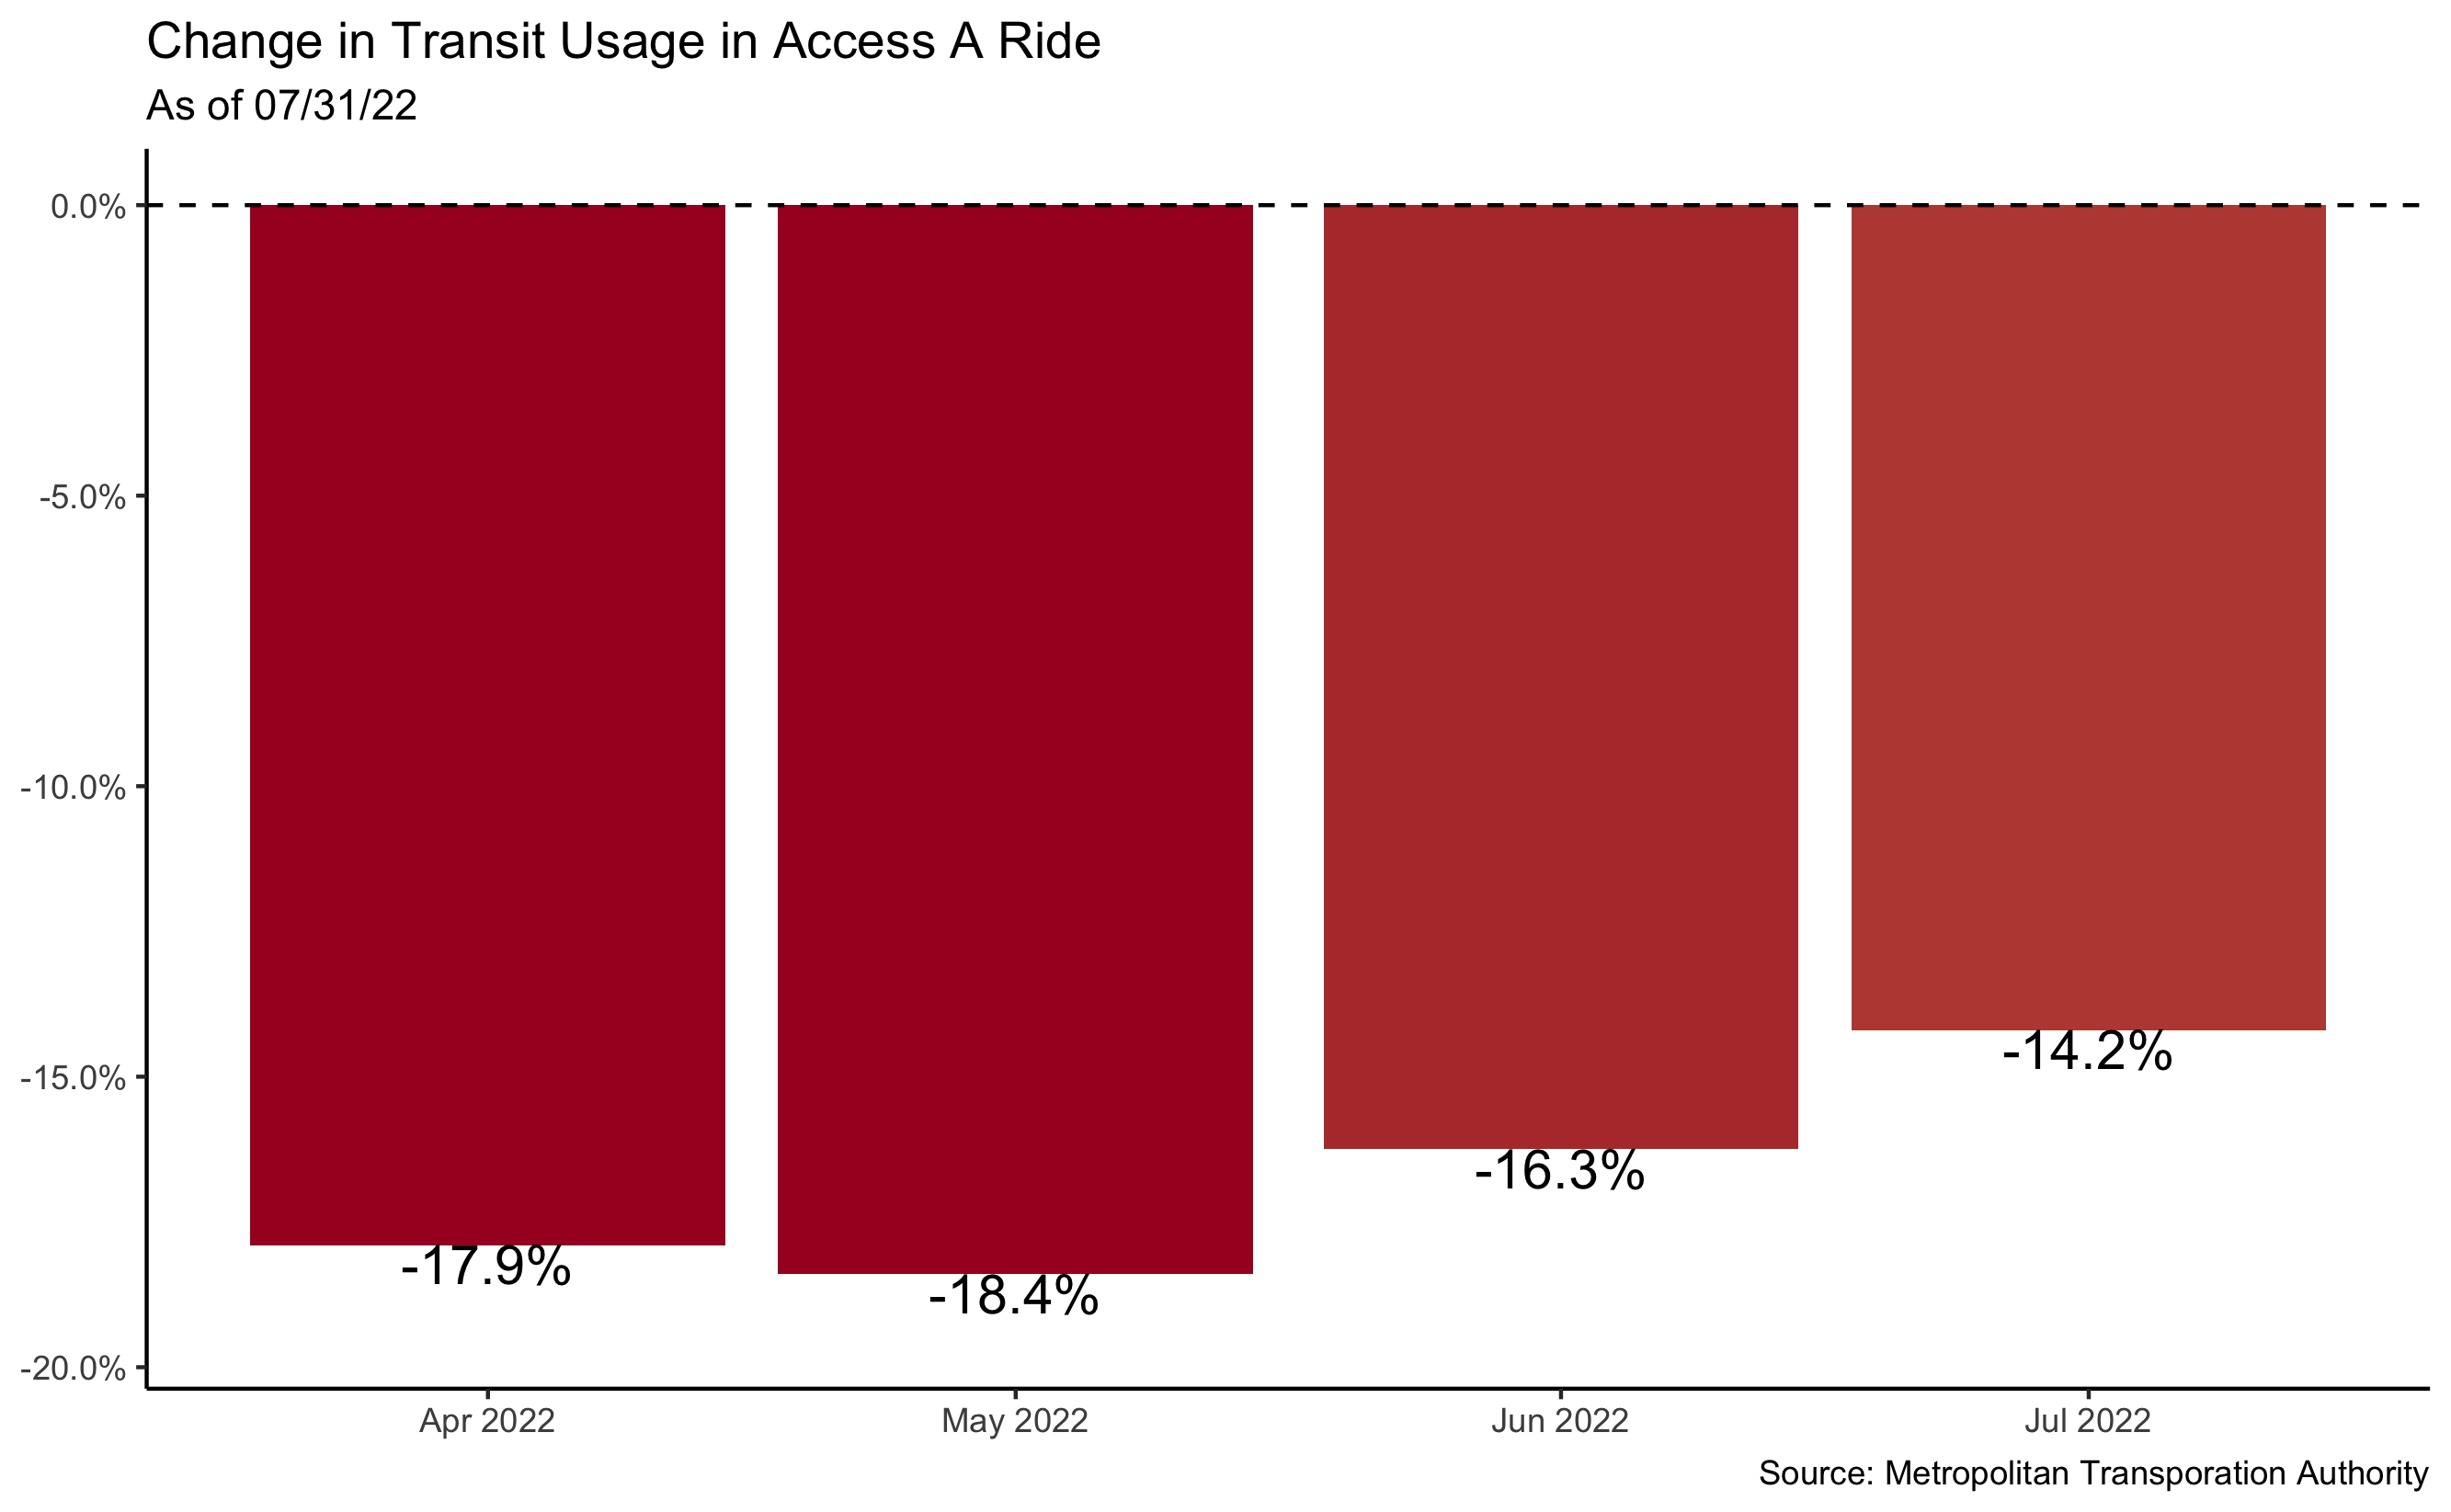 Change in Transit Usage in Access A Ride
As of 07/31/22
0.0%
-5.0%
-10.0%
-15.0%
-20.0%
-17.9%
-18.4%
-16.3%
-14.2%
Apr 2022
May 2022
Jun 2022
Jul 2022
Source: Metropolitan Transporation Authority